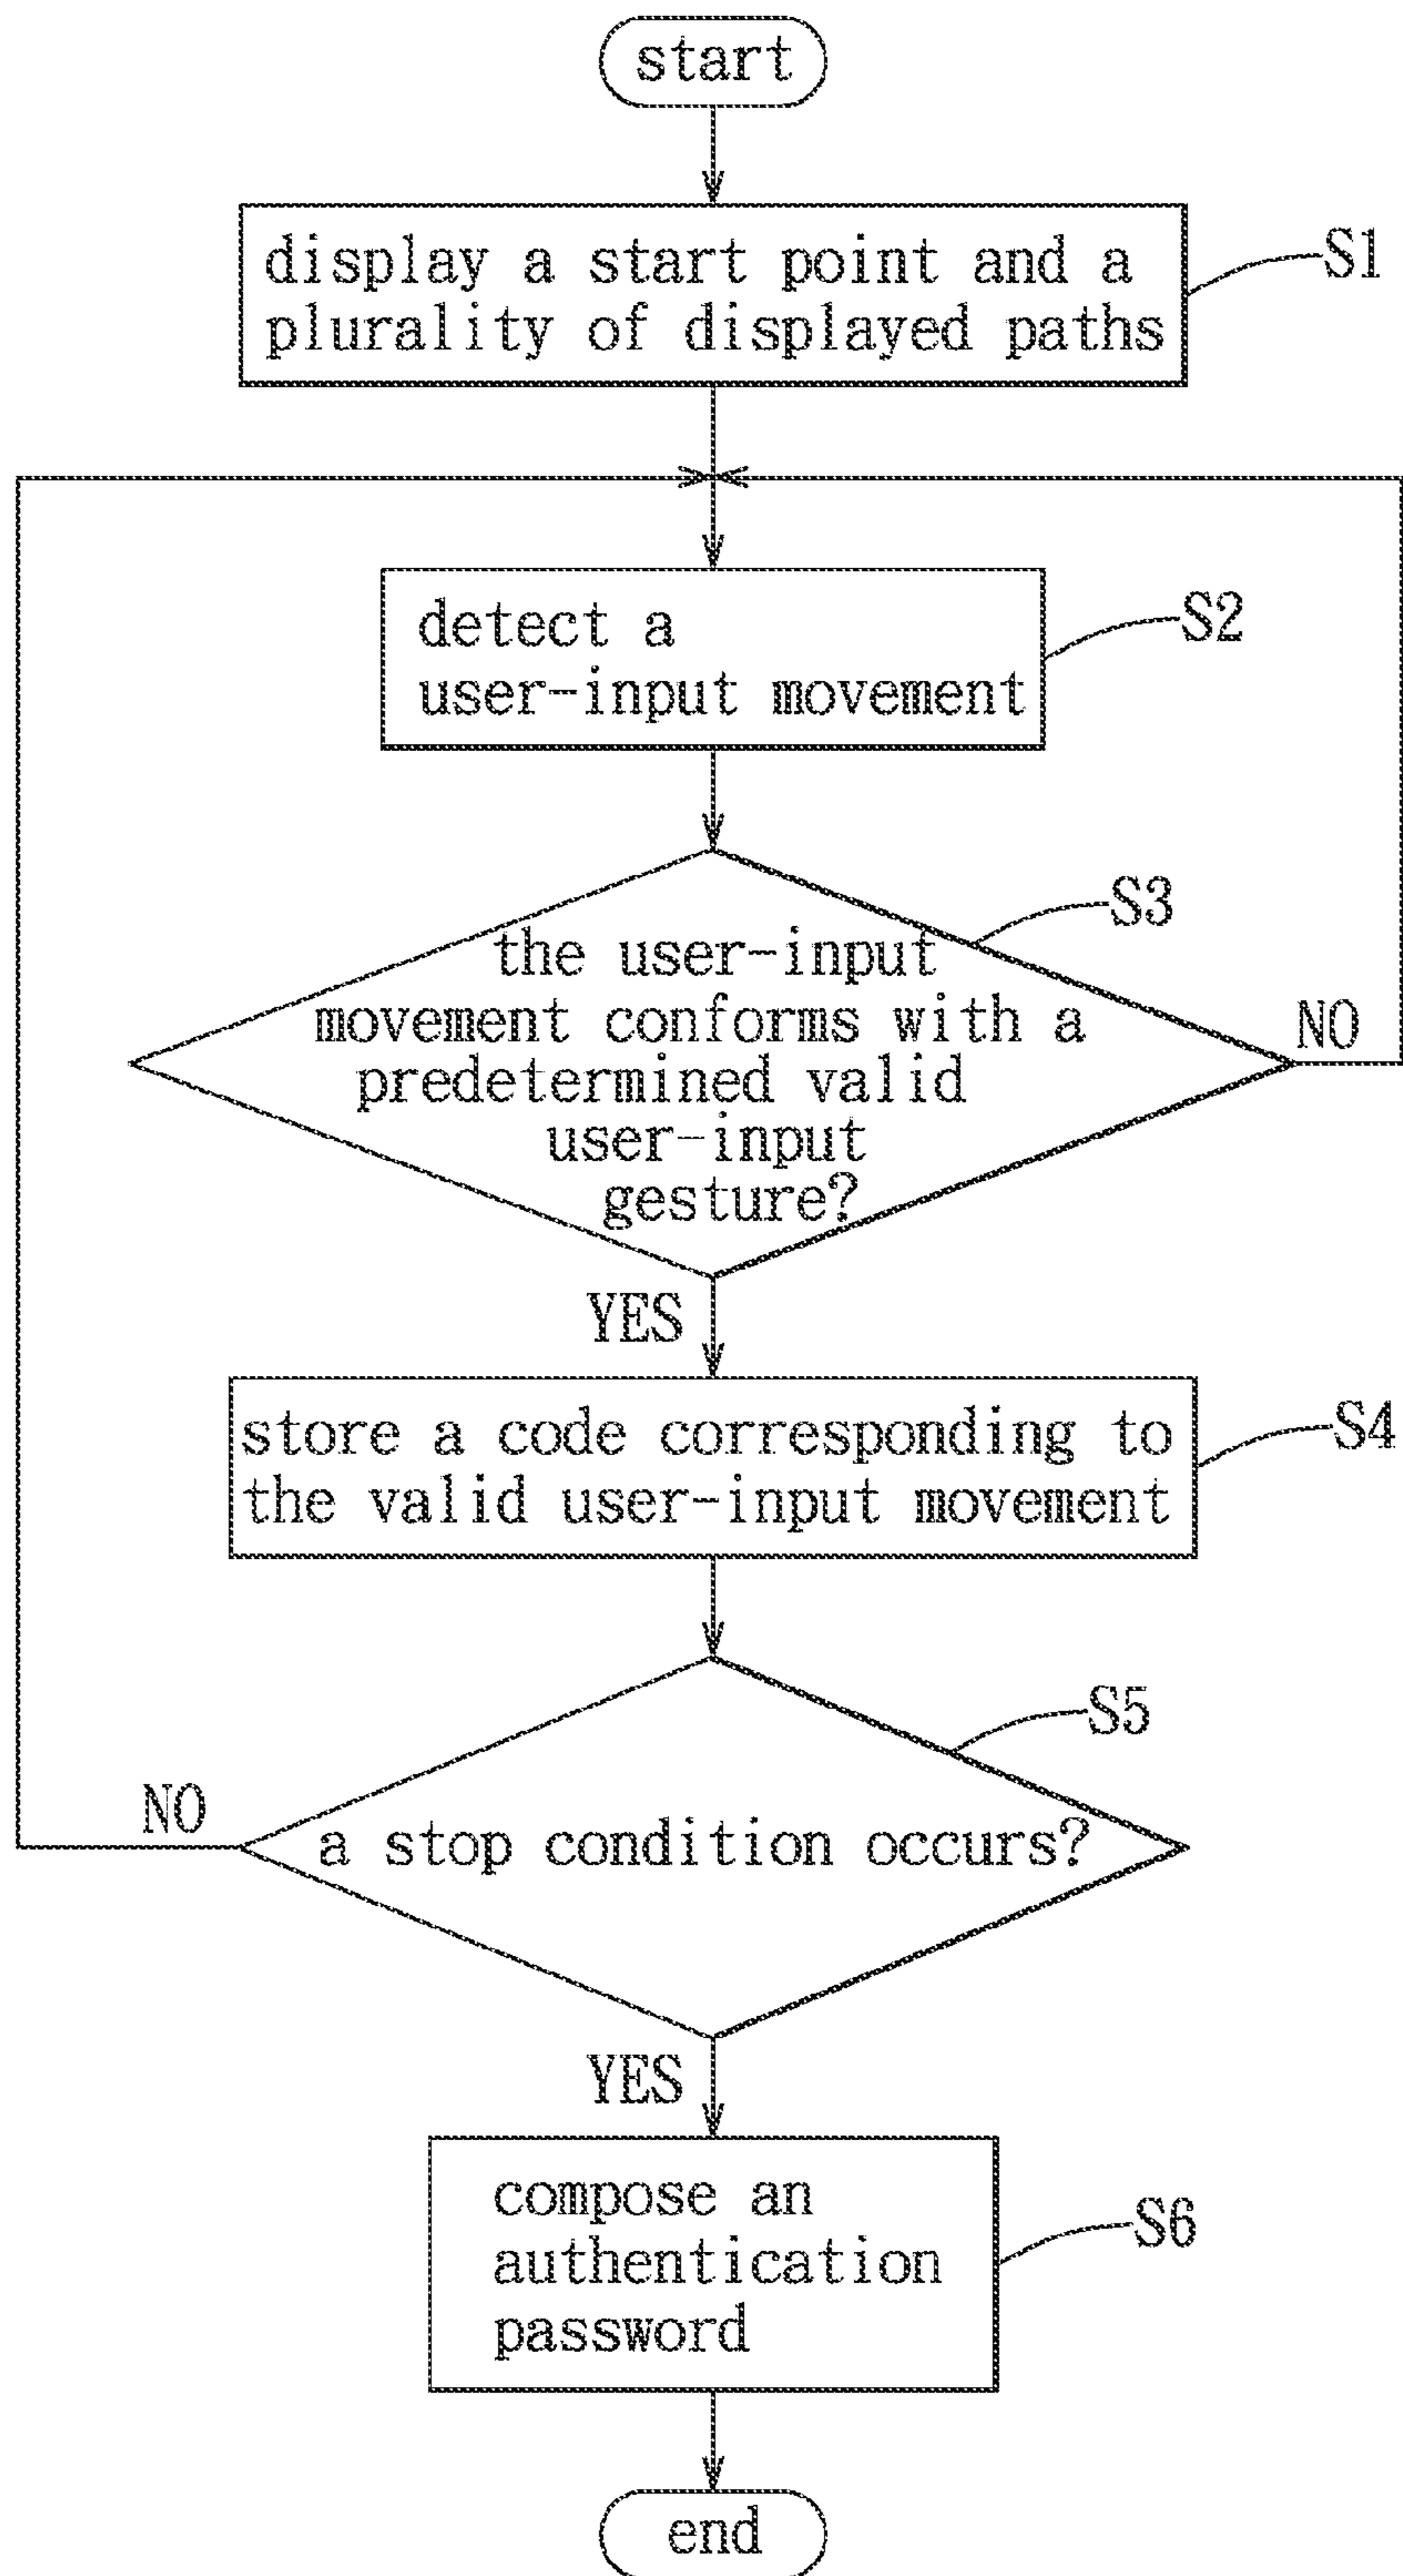 start
display a start point and a
plurality of displayed paths
S1
detect a
user-input movement
S2
S3
the user-input
movement conforms with a
predetermined valid
user-input
gesture?
NO
YES
store a code corresponding to
the valid user-input movement
S4
S5
a stop condition occurs?
NO
YES
compose an
authentication
password
S6
end